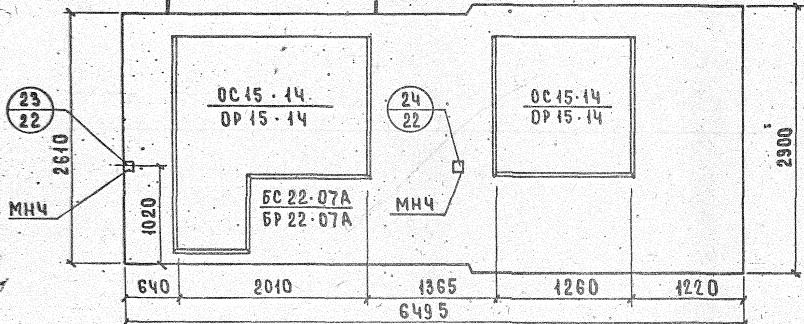 23
22
ОС 15·14
ОР 15·14
24
22
ОС 15·14
ОР 15·14
2610
2900
МНЧ
1020
БС 22·07А
БР 22·07А
МНЧ
640
2010
1365
1260
1220
6495